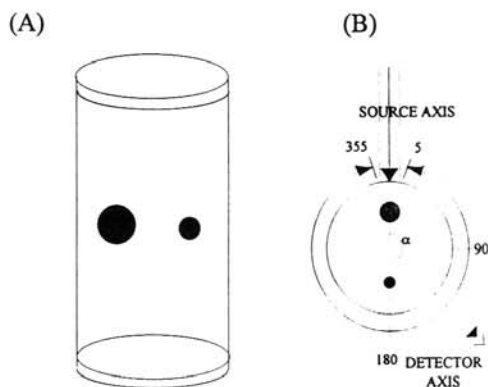 (A)
(B)
SOURCE AXIS
355 5
α
90
180 DETECTOR
AXIS